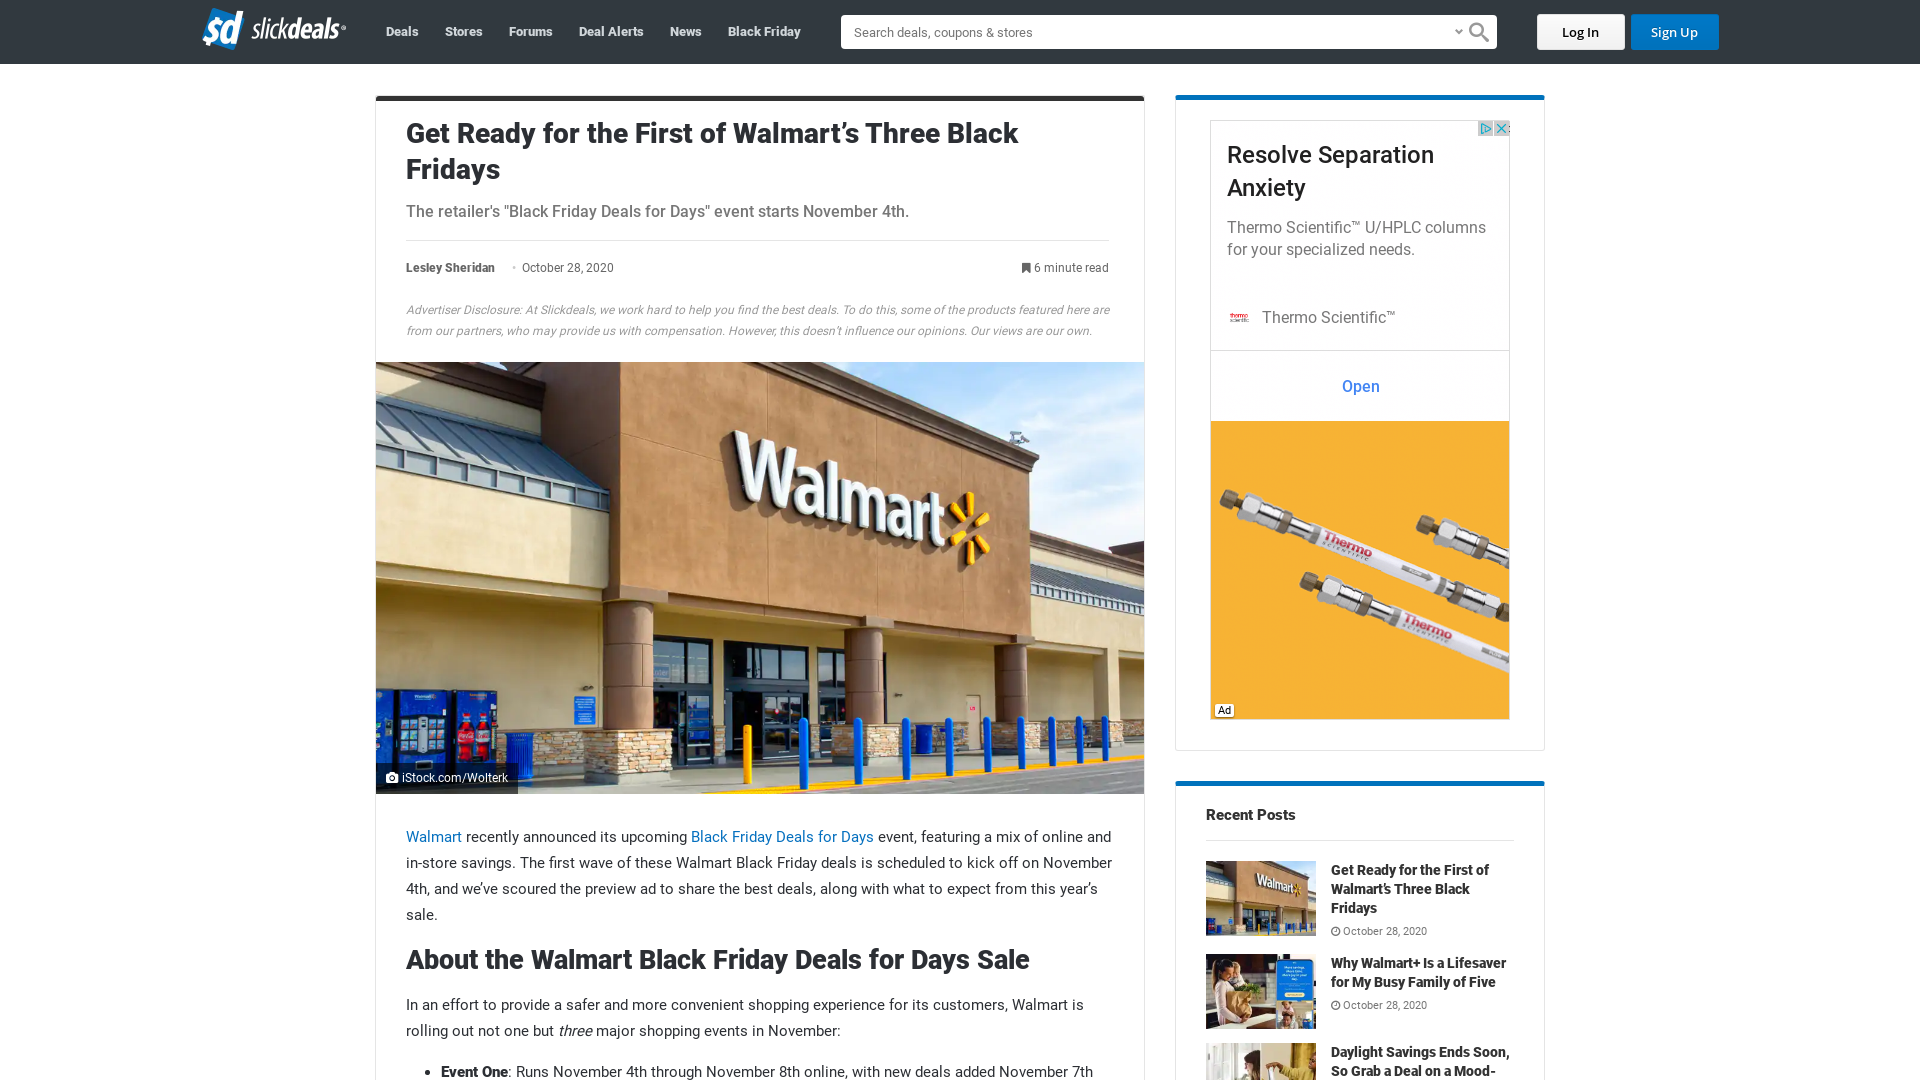 slickdeals
Deals
Stores
Forums
Deal Alerts
News
Black Friday
Search deals, coupons & stores
Log In
Sign Up
Get Ready for the First of Walmart’s Three Black
Fridays
The retailer's "Black Friday Deals for Days" event starts November 4th.
Lesley Sheridan • October 28, 2020
6 minute read
Advertiser Disclosure: At Slickdeals, we work hard to help you find the best deals. To do this, some of the products featured here are
from our partners, who may provide us with compensation. However, this doesn’t influence our opinions. Our views are our own.
Walmart
iStock.com/Wolterk
Walmart recently announced its upcoming Black Friday Deals for Days event, featuring a mix of online and
in-store savings. The first wave of these Walmart Black Friday deals is scheduled to kick off on November
4th, and we’ve scoured the preview ad to share the best deals, along with what to expect from this year’s
sale.
About the Walmart Black Friday Deals for Days Sale
In an effort to provide a safer and more convenient shopping experience for its customers, Walmart is
rolling out not one but three major shopping events in November:
• Event One: Runs November 4th through November 8th online, with new deals added November 7th
Resolve Separation
Anxiety
Thermo Scientific™ U/HPLC columns
for your specialized needs.
thermo
scientific
Thermo Scientific™
Open
Thermo
SCIENTIFIC
Thermo
SCIENTIFIC
Ad
Recent Posts
Walmart
Get Ready for the First of
Walmart’s Three Black
Fridays
October 28, 2020
Why Walmart+ Is a Lifesaver
for My Busy Family of Five
October 28, 2020
Daylight Savings Ends Soon,
So Grab a Deal on a Mood-